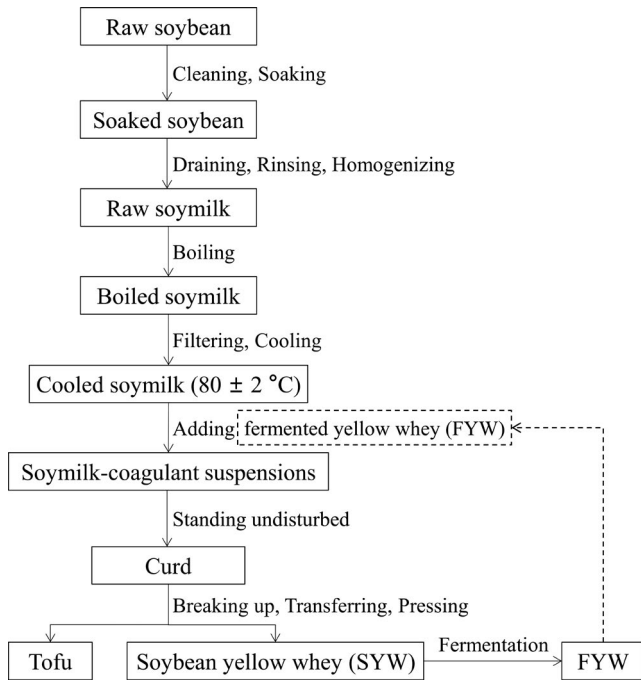 Raw soybean
Cleaning, Soaking
Soaked soybean
Draining, Rinsing, Homogenizing
Raw soymilk
Boiling
Boiled soymilk
Filtering, Cooling
Cooled soymilk (80 ± 2 °C)
Adding fermented yellow whey (FYW)
Soymilk-coagulant suspensions
Standing undisturbed
Curd
Breaking up, Transferring, Pressing
Tofu
Soybean yellow whey (SYW)
Fermentation
FYW